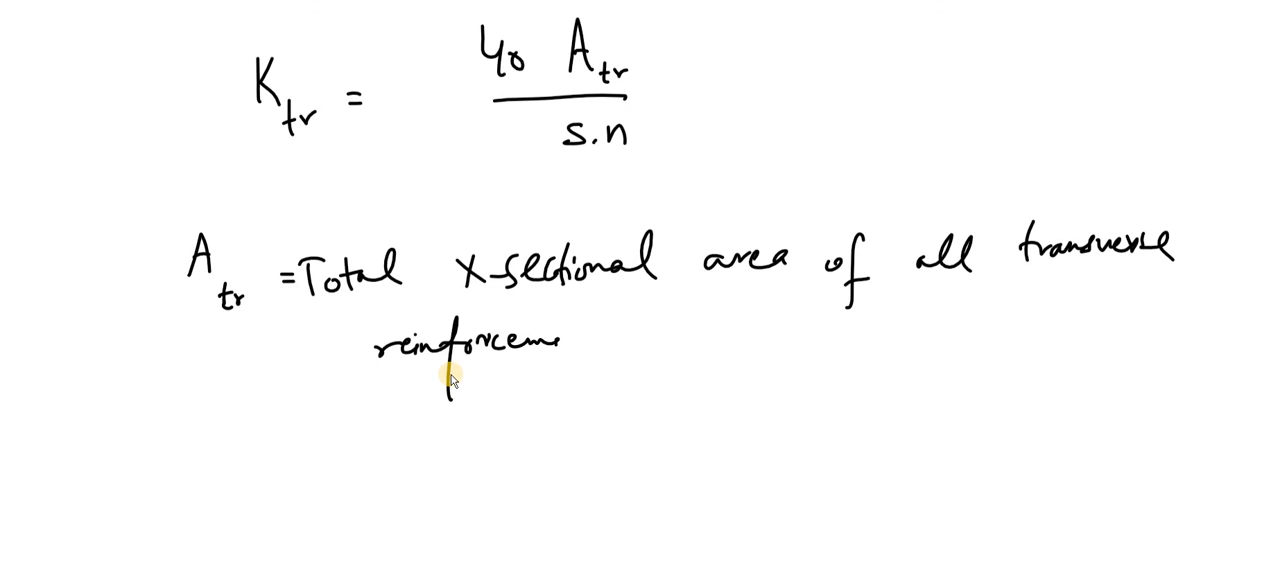 K_tr = 40 A_tr / s.n
A_tr = Total x-sectional area of all transverse
reinforceme